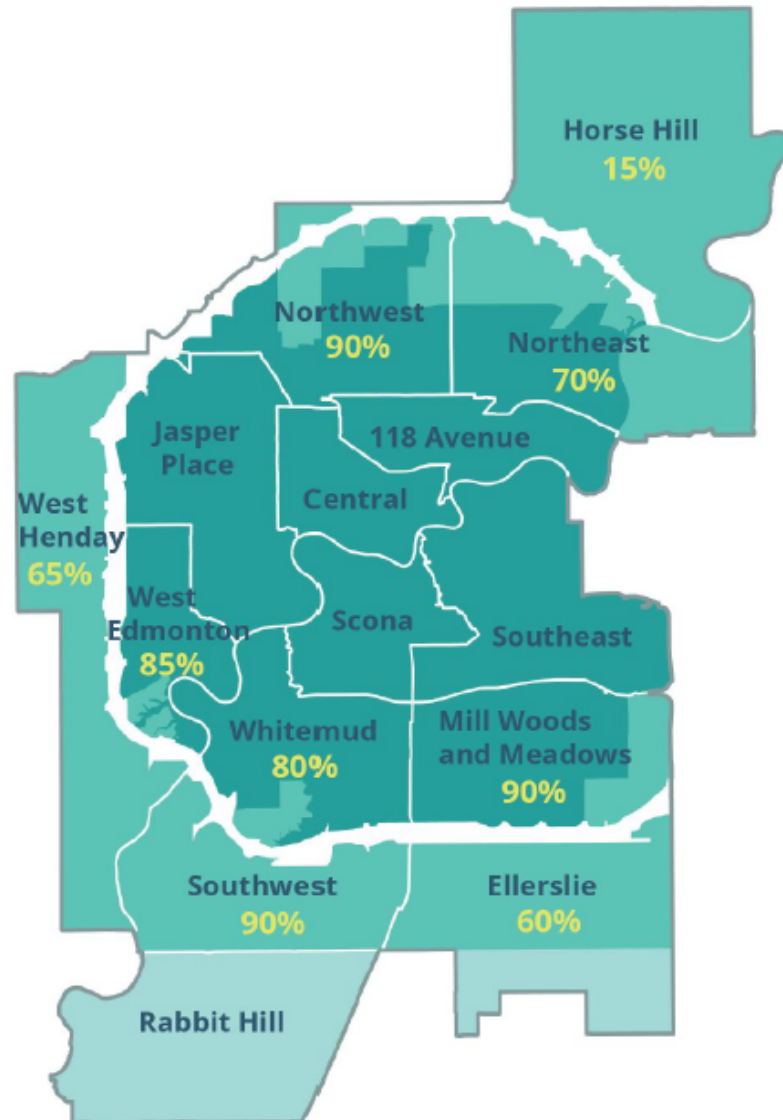 Horse Hill
15%
Northwest
90%
Northeast
70%
Jasper
Place
118 Avenue
Central
West
Henday
65%
West
Edmonton
85%
Scona
Southeast
Whitemud
80%
Mill Woods
and Meadows
90%
Southwest
90%
Ellerslie
60%
Rabbit Hill